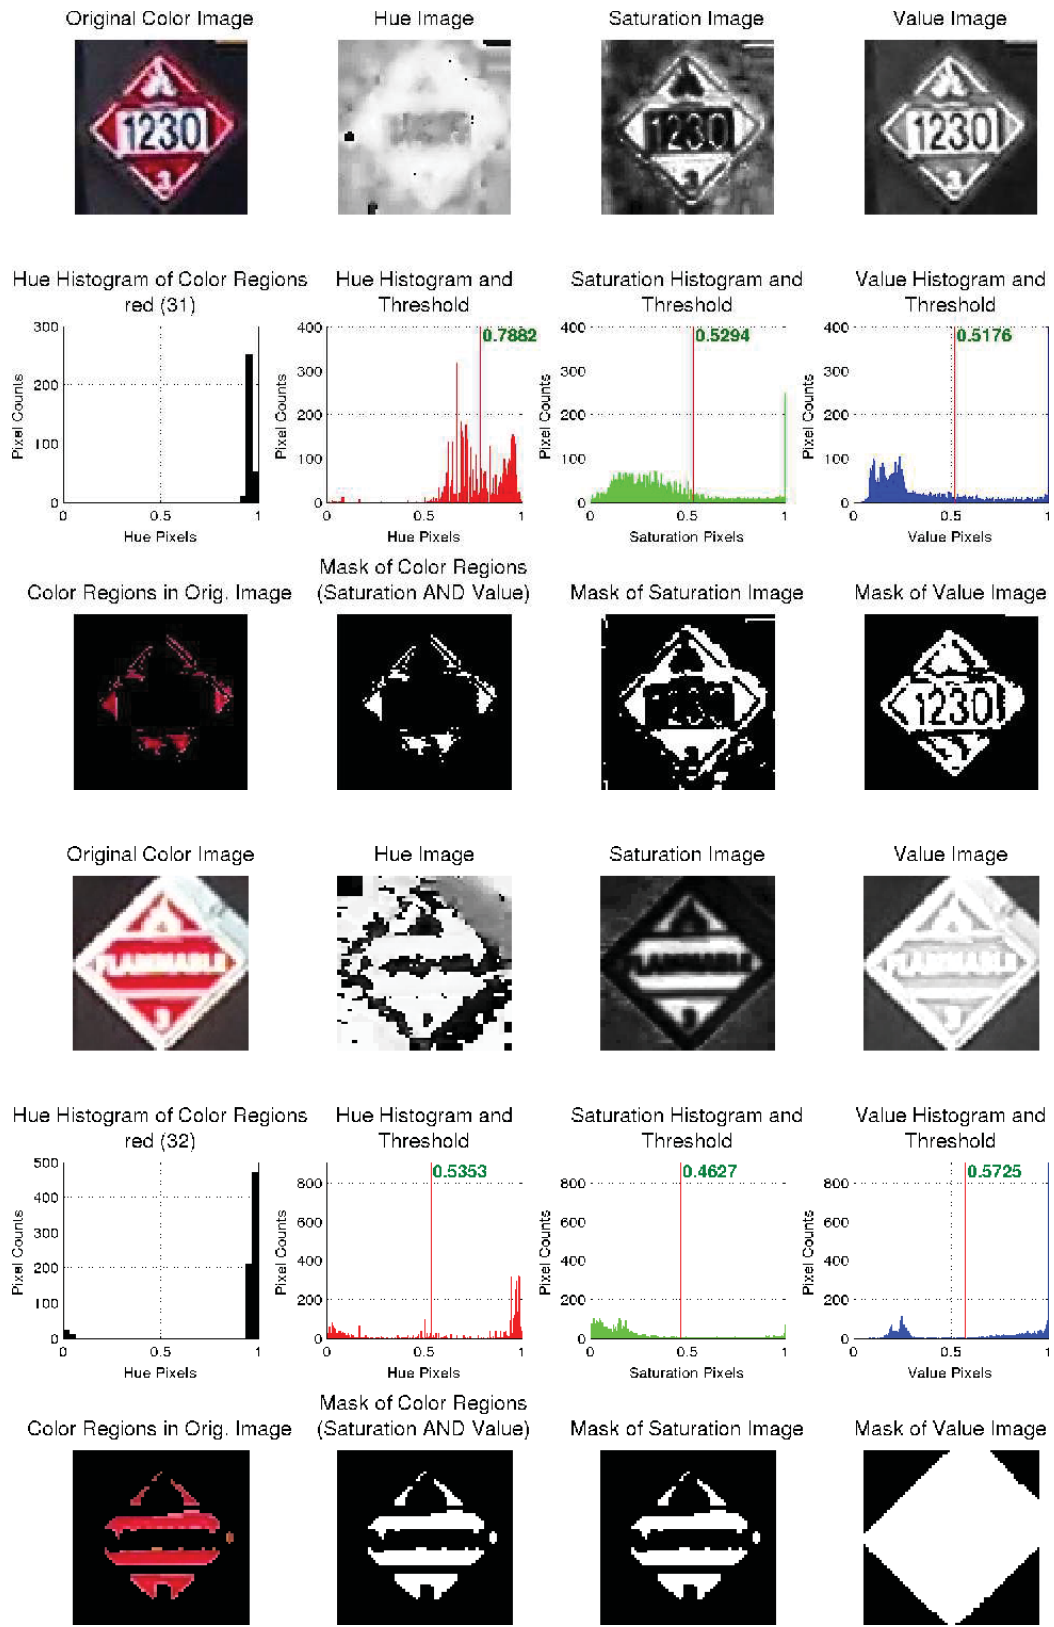 Original Color Image
Hue Image
Saturation Image
Value Image
1230
1230
1230
3
3
Hue Histogram of Color Regions
red (31)
Hue Histogram and
Threshold
Saturation Histogram and
Threshold
Value Histogram and
Threshold
300
200
100
0
Pixel Counts
0 0.5 1
Hue Pixels
400
300
200
100
0
Pixel Counts
0.7882
0 0.5 1
Hue Pixels
400
300
200
100
0
Pixel Counts
0.5294
0 0.5 1
Saturation Pixels
400
300
200
100
0
Pixel Counts
0.5176
0 0.5 1
Value Pixels
Color Regions in Orig. Image
Mask of Color Regions
(Saturation AND Value)
Mask of Saturation Image
Mask of Value Image
1230
Original Color Image
Hue Image
Saturation Image
Value Image
FLAMMABLE
3
FLAMMABLE
3
Hue Histogram of Color Regions
red (32)
Hue Histogram and
Threshold
Saturation Histogram and
Threshold
Value Histogram and
Threshold
500
400
300
200
100
0
Pixel Counts
0 0.5 1
Hue Pixels
800
600
400
200
0
Pixel Counts
0.5353
0 0.5 1
Hue Pixels
800
600
400
200
0
Pixel Counts
0.4627
0 0.5 1
Saturation Pixels
800
600
400
200
0
Pixel Counts
0.5725
0 0.5 1
Value Pixels
Color Regions in Orig. Image
Mask of Color Regions
(Saturation AND Value)
Mask of Saturation Image
Mask of Value Image